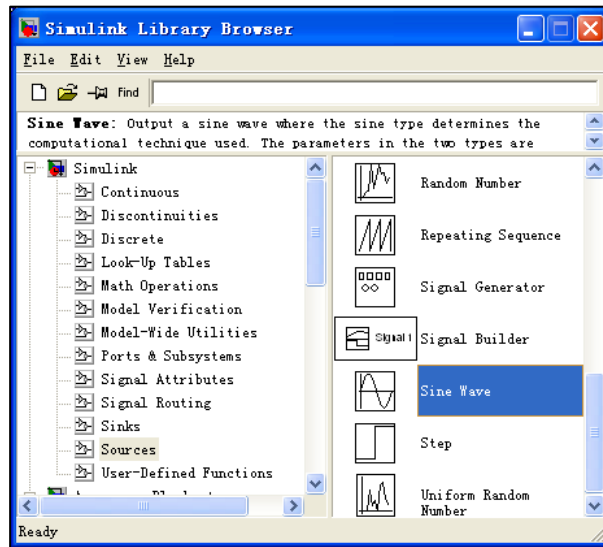 Simulink Library Browser
File Edit View Help
Find
Sine Wave: Output a sine wave where the sine type determines the
computational technique used. The parameters in the two types are
Simulink
Continuous
Discontinuities
Discrete
Look-Up Tables
Math Operations
Model Verification
Model-Wide Utilities
Ports & Subsystems
Signal Attributes
Signal Routing
Sinks
Sources
User-Defined Functions
Random Number
Repeating Sequence
Signal Generator
Signal 1
Signal Builder
Sine Wave
Step
Uniform Random
Number
Ready